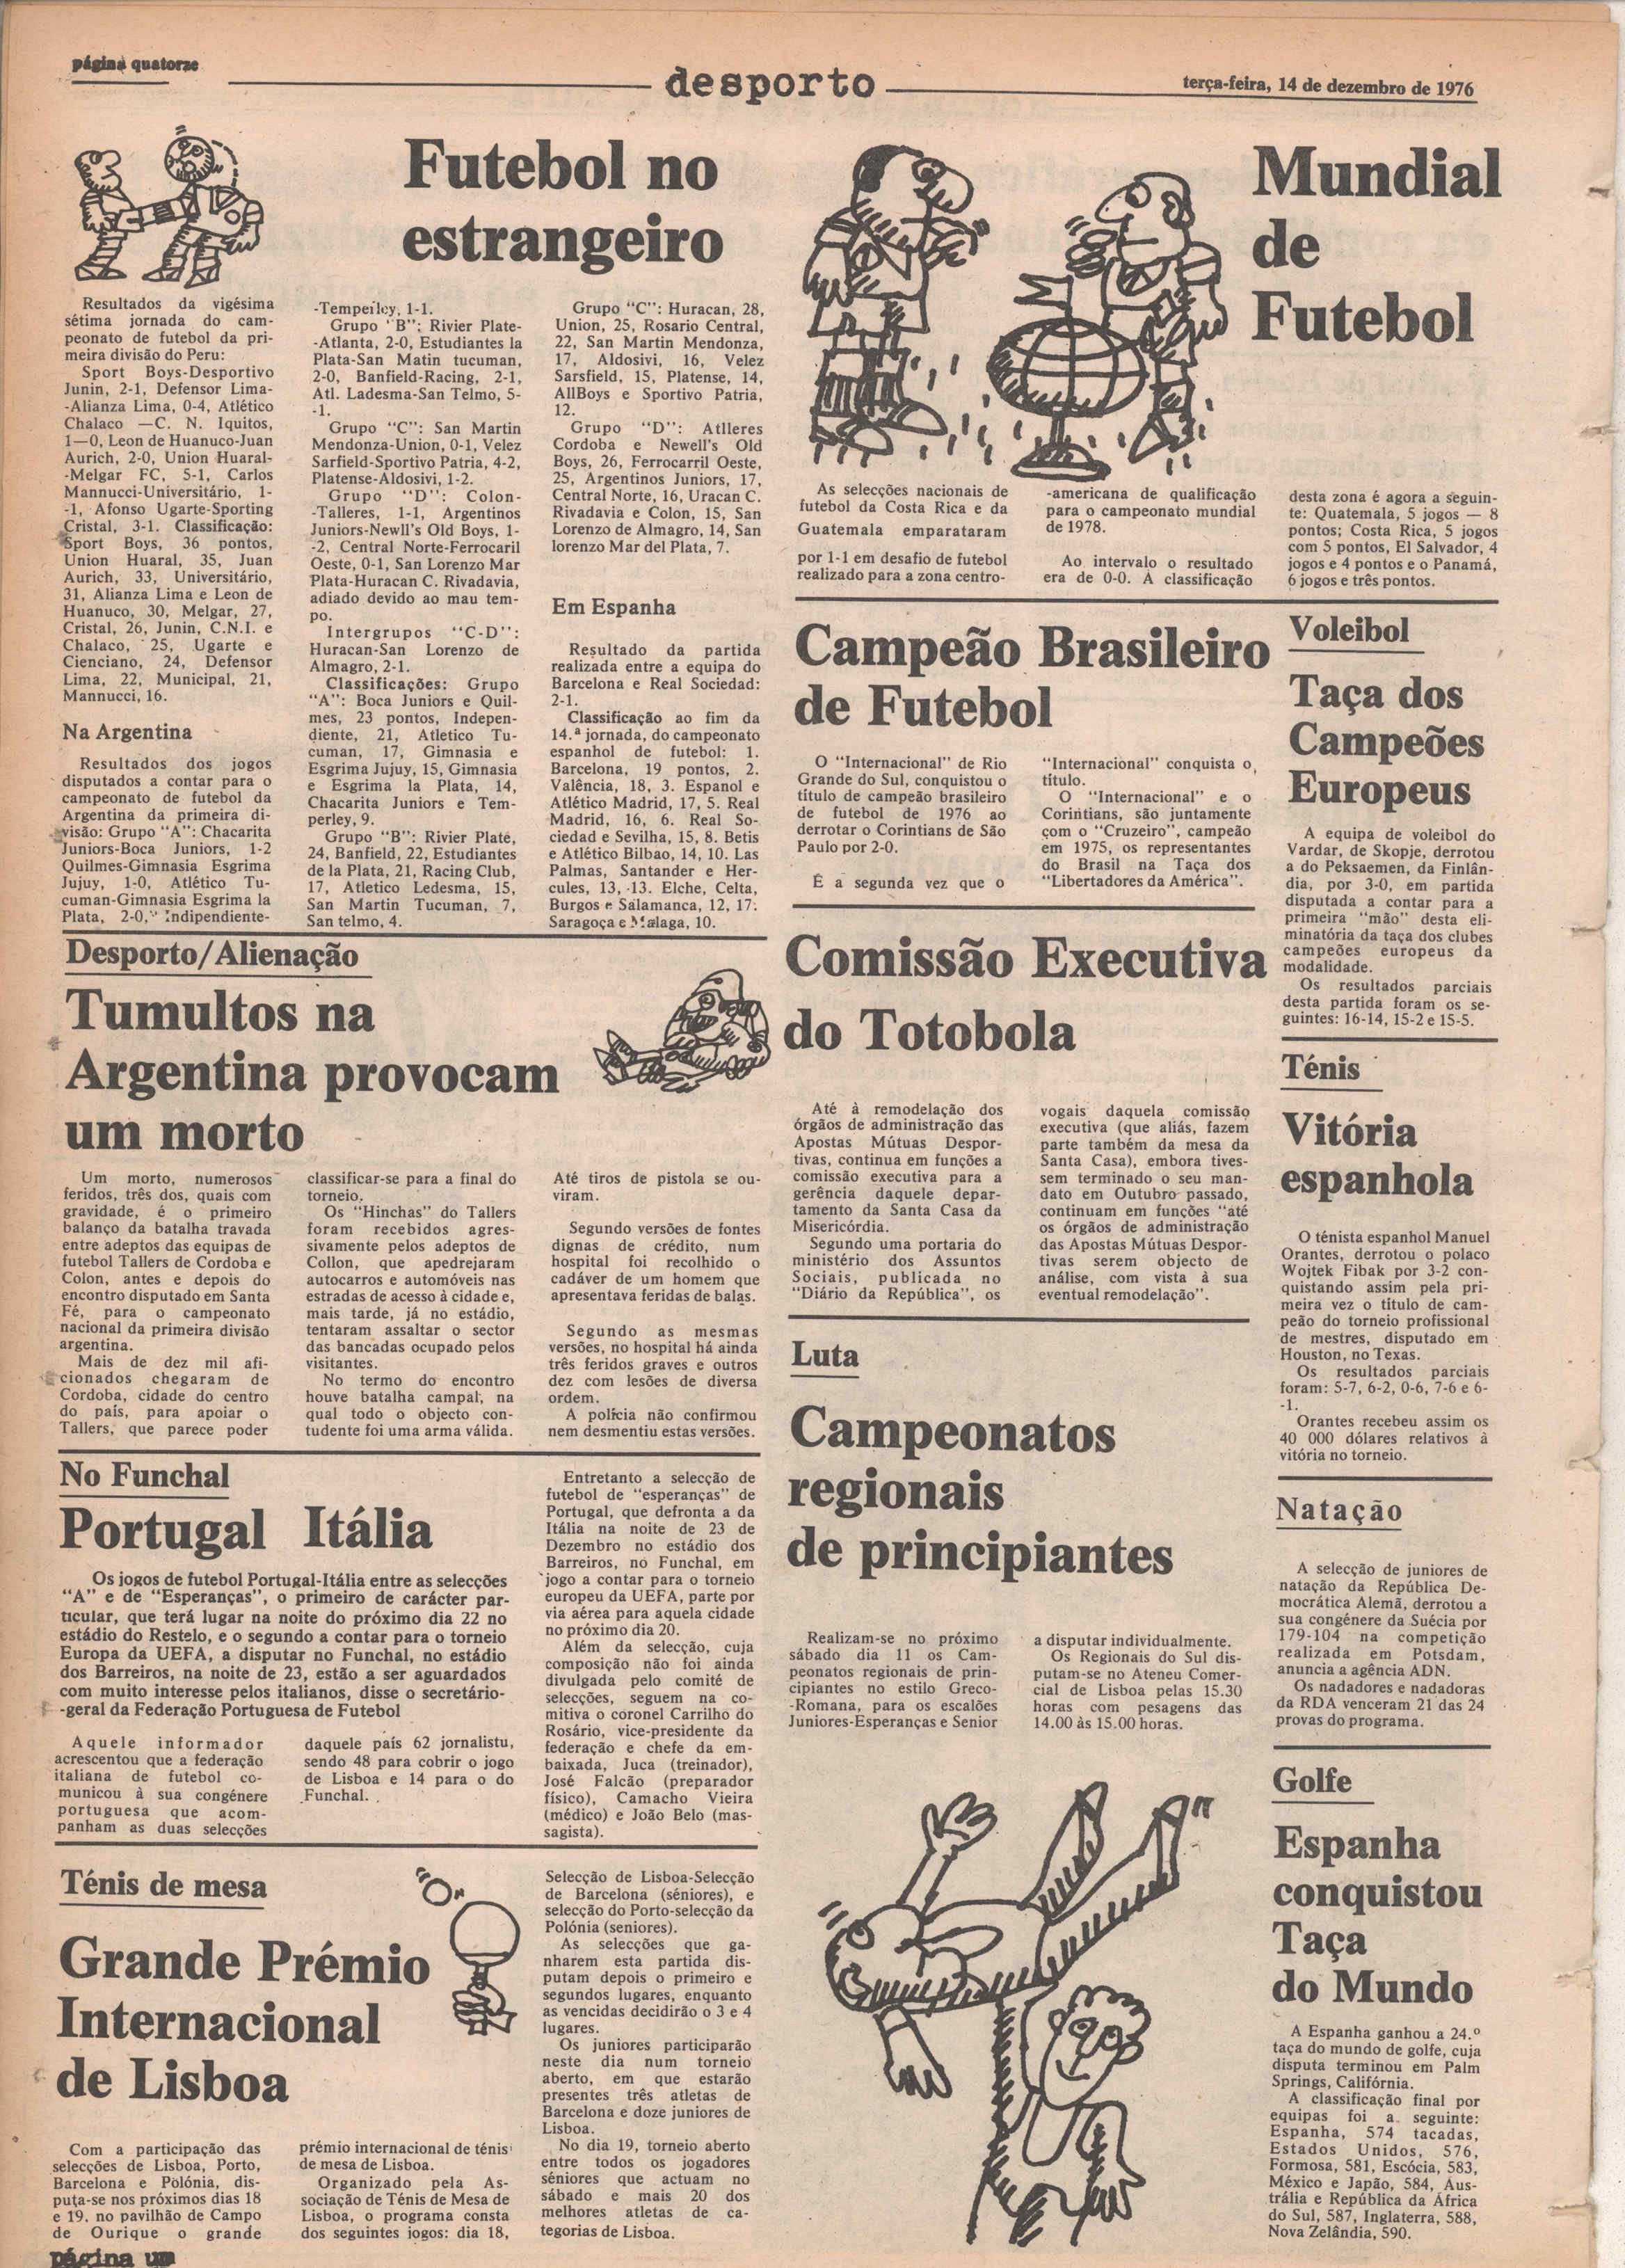 página quatorze
desporto
terça-feira, 14 de dezembro de 1976
Futebol no
estrangeiro
Resultados da vigésima
sétima jornada do cam-
peonato de futebol da pri-
meira divisão do Peru:
Sport Boys-Desportivo
Junin, 2-1, Defensor Lima-
-Alianza Lima, 0-4, Atlético
Chalaco —C. N. Iquitos,
1—0, Leon de Huanuco-Juan
Aurich, 2-0, Union Huaral-
-Melgar FC, 5-1, Carlos
Mannucci-Universitário, 1-
-1, Afonso Ugarte-Sporting
Cristal, 3-1. Classificação:
Sport Boys, 36 pontos,
Union Huaral, 35, Juan
Aurich, 33, Universitário,
31, Alianza Lima e Leon de
Huanuco, 30, Melgar, 27,
Cristal, 26, Junin, C.N.I. e
Chalaco, 25, Ugarte e
Cienciano, 24, Defensor
Lima, 22, Municipal, 21,
Mannucci, 16.
Na Argentina
Resultados dos jogos
disputados a contar para o
campeonato de futebol da
Argentina da primeira di-
visão: Grupo "A": Chacarita
Juniors-Boca Juniors, 1-2
Quilmes-Gimnasia Esgrima
Jujuy, 1-0, Atlético Tu-
cuman-Gimnasia Esgrima la
Plata, 2-0, Indipendiente-
-Temperley, 1-1.
Grupo "B": Rivier Plate-
-Atlanta, 2-0, Estudiantes la
Plata-San Matin tucuman,
2-0, Banfield-Racing, 2-1,
Atl. Ladesma-San Telmo, 5-
-1.
Grupo "C": San Martin
Mendonza-Union, 0-1, Velez
Sarfield-Sportivo Patria, 4-2,
Platense-Aldosivi, 1-2.
Grupo "D": Colon-
-Talleres, 1-1, Argentinos
Juniors-Newll's Old Boys, 1-
-2, Central Norte-Ferrocaril
Oeste, 0-1, San Lorenzo Mar
Plata-Huracan C. Rivadavia,
adiado devido ao mau tem-
po.
Intergrupos "C-D":
Huracan-San Lorenzo de
Almagro, 2-1.
Classificações: Grupo
"A": Boca Juniors e Quil-
mes, 23 pontos, Indepen-
diente, 21, Atletico Tu-
cuman, 17, Gimnasia e
Esgrima Jujuy, 15, Gimnasia
e Esgrima la Plata, 14,
Chacarita Juniors e Tem-
perley, 9.
Grupo "B": Rivier Plate,
24, Banfield, 22, Estudiantes
de la Plata, 21, Racing Club,
17, Atletico Ledesma, 15,
San Martin Tucuman, 7,
San telmo, 4.
Grupo "C": Huracan, 28,
Union, 25, Rosario Central,
22, San Martin Mendonza,
17, Aldosivi, 16, Velez
Sarsfield, 15, Platense, 14,
AllBoys e Sportivo Patria,
12.
Grupo "D": Atlleres
Cordoba e Newell's Old
Boys, 26, Ferrocarril Oeste,
25, Argentinos Juniors, 17,
Central Norte, 16, Uracan C.
Rivadavia e Colon, 15, San
Lorenzo de Almagro, 14, San
lorenzo Mar del Plata, 7.
Em Espanha
Resultado da partida
realizada entre a equipa do
Barcelona e Real Sociedad:
2-1.
Classificação ao fim da
14.ª jornada, do campeonato
espanhol de futebol: 1.
Barcelona, 19 pontos, 2.
Valência, 18, 3. Espanol e
Atlético Madrid, 17, 5. Real
Madrid, 16, 6. Real So-
ciedad e Sevilha, 15, 8. Betis
e Atlético Bilbao, 14, 10. Las
Palmas, Santander e Her-
cules, 13, 13. Elche, Celta,
Burgos e Salamanca, 12, 17.
Saragoça e Malaga, 10.
Mundial
de
Futebol
As selecções nacionais de
futebol da Costa Rica e da
Guatemala emparataram
por 1-1 em desafio de futebol
realizado para a zona centro-
-americana de qualificação
para o campeonato mundial
de 1978.
Ao intervalo o resultado
era de 0-0. A classificação
desta zona é agora a seguin-
te: Quatemala, 5 jogos — 8
pontos; Costa Rica, 5 jogos
com 5 pontos, El Salvador, 4
jogos e 4 pontos e o Panamá,
6 jogos e três pontos.
Campeão Brasileiro
de Futebol
O "Internacional" de Rio
Grande do Sul, conquistou o
título de campeão brasileiro
de futebol de 1976 ao
derrotar o Corintians de São
Paulo por 2-0.
É a segunda vez que o
"Internacional" conquista o
título.
O "Internacional" e o
Corintians, são juntamente
com o "Cruzeiro", campeão
em 1975, os representantes
do Brasil na Taça dos
"Libertadores da América".
Voleibol
Taça dos
Campeões
Europeus
A equipa de voleibol do
Vardar, de Skopje, derrotou
a do Peksaemen, da Finlân-
dia, por 3-0, em partida
disputada a contar para a
primeira "mão" desta eli-
minatória da taça dos clubes
campeões europeus da
modalidade.
Os resultados parciais
desta partida foram os se-
guintes: 16-14, 15-2 e 15-5.
Desporto/Alienação
Tumultos na
Argentina provocam
um morto
Um morto, numerosos
feridos, três dos, quais com
gravidade, é o primeiro
balanço da batalha travada
entre adeptos das equipas de
futebol Tallers de Cordoba e
Colon, antes e depois do
encontro disputado em Santa
Fé, para o campeonato
nacional da primeira divisão
argentina.
Mais de dez mil afi-
cionados chegaram de
Cordoba, cidade do centro
do país, para apoiar o
Tallers, que parece poder
classificar-se para a final do
torneio.
Os "Hinchas" do Tallers
foram recebidos agres-
sivamente pelos adeptos de
Collon, que apedrejaram
autocarros e automóveis nas
estradas de acesso à cidade e,
mais tarde, já no estádio,
tentaram assaltar o sector
das bancadas ocupado pelos
visitantes.
No termo do encontro
houve batalha campal, na
qual todo o objecto con-
tudente foi uma arma válida.
Até tiros de pistola se ou-
viram.
Segundo versões de fontes
dignas de crédito, num
hospital foi recolhido o
cadáver de um homem que
apresentava feridas de balas.
Segundo as mesmas
versões, no hospital há ainda
três feridos graves e outros
dez com lesões de diversa
ordem.
A polícia não confirmou
nem desmentiu estas versões.
Comissão Executiva
do Totobola
Até à remodelação dos
órgãos de administração das
Apostas Mútuas Despor-
tivas, continua em funções a
comissão executiva para a
gerência daquele depar-
tamento da Santa Casa da
Misericórdia.
Segundo uma portaria do
ministério dos Assuntos
Sociais, publicada no
"Diário da República", os
vogais daquela comissão
executiva (que aliás, fazem
parte também da mesa da
Santa Casa), embora tives-
sem terminado o seu man-
dato em Outubro passado,
continuam em funções "até
os órgãos de administração
das Apostas Mútuas Despor-
tivas serem objecto de
análise, com vista à sua
eventual remodelação".
Ténis
Vitória
espanhola
O ténista espanhol Manuel
Orantes, derrotou o polaco
Wojtek Fibak por 3-2 con-
quistando assim pela pri-
meira vez o título de cam-
peão do torneio profissional
de mestres, disputado em
Houston, no Texas.
Os resultados parciais
foram: 5-7, 6-2, 0-6, 7-6 e 6-
-1.
Orantes recebeu assim os
40 000 dólares relativos à
vitória no torneio.
No Funchal
Portugal Itália
Os jogos de futebol Portugal-Itália entre as selecções
"A" e de "Esperanças", o primeiro de carácter par-
ticular, que terá lugar na noite do próximo dia 22 no
estádio do Restelo, e o segundo a contar para o torneio
Europa da UEFA, a disputar no Funchal, no estádio
dos Barreiros, na noite de 23, estão a ser aguardados
com muito interesse pelos italianos, disse o secretário-
-geral da Federação Portuguesa de Futebol
Aquele informador
acrescentou que a federação
italiana de futebol co-
municou à sua congénere
portuguesa que acom-
panham as duas selecções
daquele país 62 jornalistu,
sendo 48 para cobrir o jogo
de Lisboa e 14 para o do
Funchal.
Entretanto a selecção de
futebol de "esperanças" de
Portugal, que defronta a da
Itália na noite de 23 de
Dezembro no estádio dos
Barreiros, no Funchal, em
jogo a contar para o torneio
europeu da UEFA, parte por
via aérea para aquela cidade
no próximo dia 20.
Além da selecção, cuja
composição não foi ainda
divulgada pelo comité de
selecções, seguem na co-
mitiva o coronel Carrilho do
Rosário, vice-presidente da
federação e chefe da em-
baixada, Juca (treinador),
José Falcão (preparador
físico), Camacho Vieira
(médico) e João Belo (mas-
sagista).
Luta
Campeonatos
regionais
de principiantes
Realizam-se no próximo
sábado dia 11 os Cam-
peonatos regionais de prin-
cipiantes no estilo Greco-
-Romana, para os escalões
Juniores-Esperanças e Senior
a disputar individualmente.
Os Regionais do Sul dis-
putam-se no Ateneu Comer-
cial de Lisboa pelas 15.30
horas com pesagens das
14.00 às 15.00 horas.
Natação
A selecção de juniores de
natação da República De-
mocrática Alemã, derrotou a
sua congénere da Suécia por
179-104 na competição
realizada em Potsdam,
anuncia a agência ADN.
Os nadadores e nadadoras
da RDA venceram 21 das 24
provas do programa.
Golfe
Espanha
conquistou
Taça
do Mundo
A Espanha ganhou a 24.º
taça do mundo de golfe, cuja
disputa terminou em Palm
Springs, Califórnia.
A classificação final por
equipas foi a seguinte:
Espanha, 574 tacadas,
Estados Unidos, 576,
Formosa, 581, Escócia, 583,
México e Japão, 584, Aus-
trália e República da África
do Sul, 587, Inglaterra, 588,
Nova Zelândia, 590.
Ténis de mesa
Grande Prémio
Internacional
de Lisboa
Com a participação das
selecções de Lisboa, Porto,
Barcelona e Polónia, dis-
puta-se nos próximos dias 18
e 19. no pavilhão de Campo
de Ourique o grande
prémio internacional de ténis
de mesa de Lisboa.
Organizado pela As-
sociação de Ténis de Mesa de
Lisboa, o programa consta
dos seguintes jogos: dia 18,
Selecção de Lisboa-Selecção
de Barcelona (séniores), e
selecção do Porto-selecção da
Polónia (seniores).
As selecções que ga-
nharem esta partida dis-
putam depois o primeiro e
segundos lugares, enquanto
as vencidas decidirão o 3 e 4
lugares.
Os juniores participarão
neste dia num torneio
aberto, em que estarão
presentes três atletas de
Barcelona e doze juniores de
Lisboa.
No dia 19, torneio aberto
entre todos os jogadores
séniores que actuam no
sábado e mais 20 dos
melhores atletas de ca-
tegorias de Lisboa.
página um